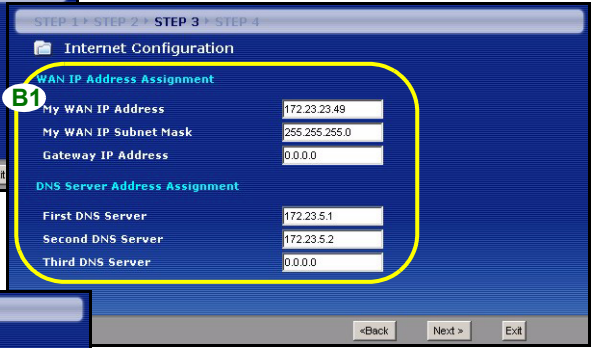 STEP 1 ▸ STEP 2 ▸ STEP 3 ▸ STEP 4
Internet Configuration
WAN IP Address Assignment
B1
My WAN IP Address 172.23.23.49
My WAN IP Subnet Mask 255.255.255.0
Gateway IP Address 0.0.0.0
DNS Server Address Assignment
First DNS Server 172.23.5.1
Second DNS Server 172.23.5.2
Third DNS Server 0.0.0.0
<Back Next > Exit